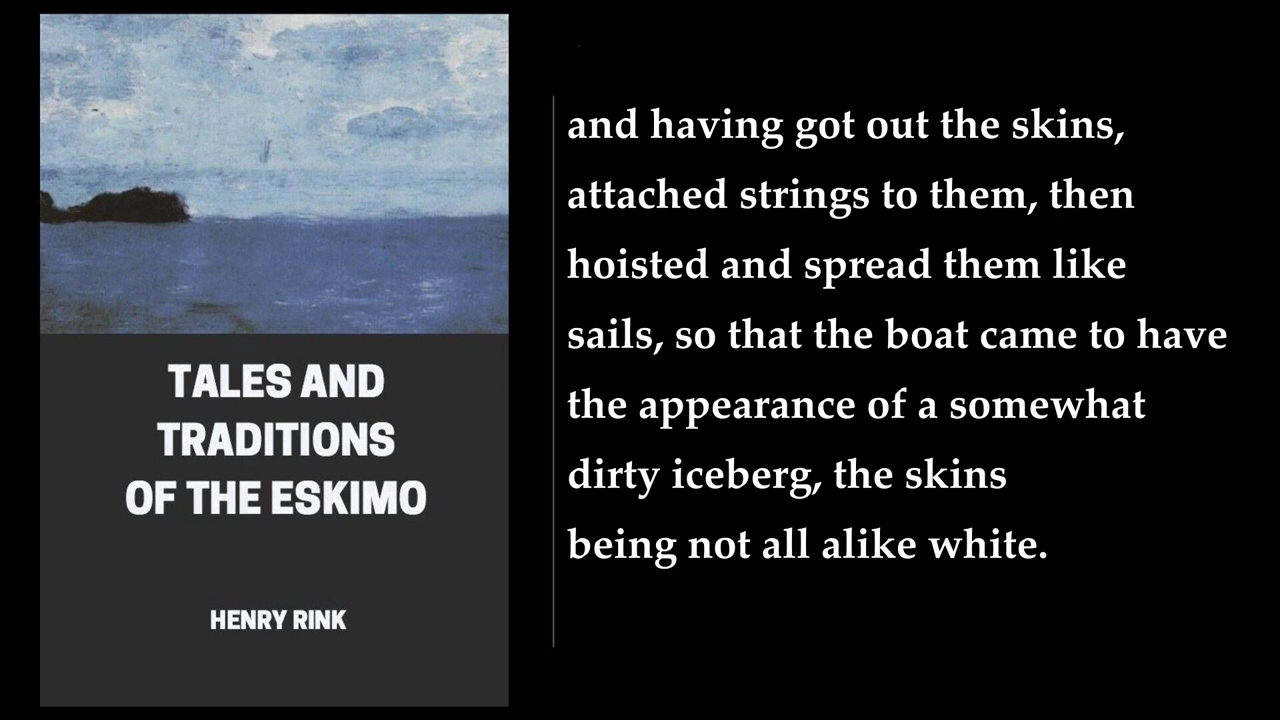 TALES AND
TRADITIONS
OF THE ESKIMO
HENRY RINK
and having got out the skins,
attached strings to them, then
hoisted and spread them like
sails, so that the boat came to have
the appearance of a somewhat
dirty iceberg, the skins
being not all alike white.